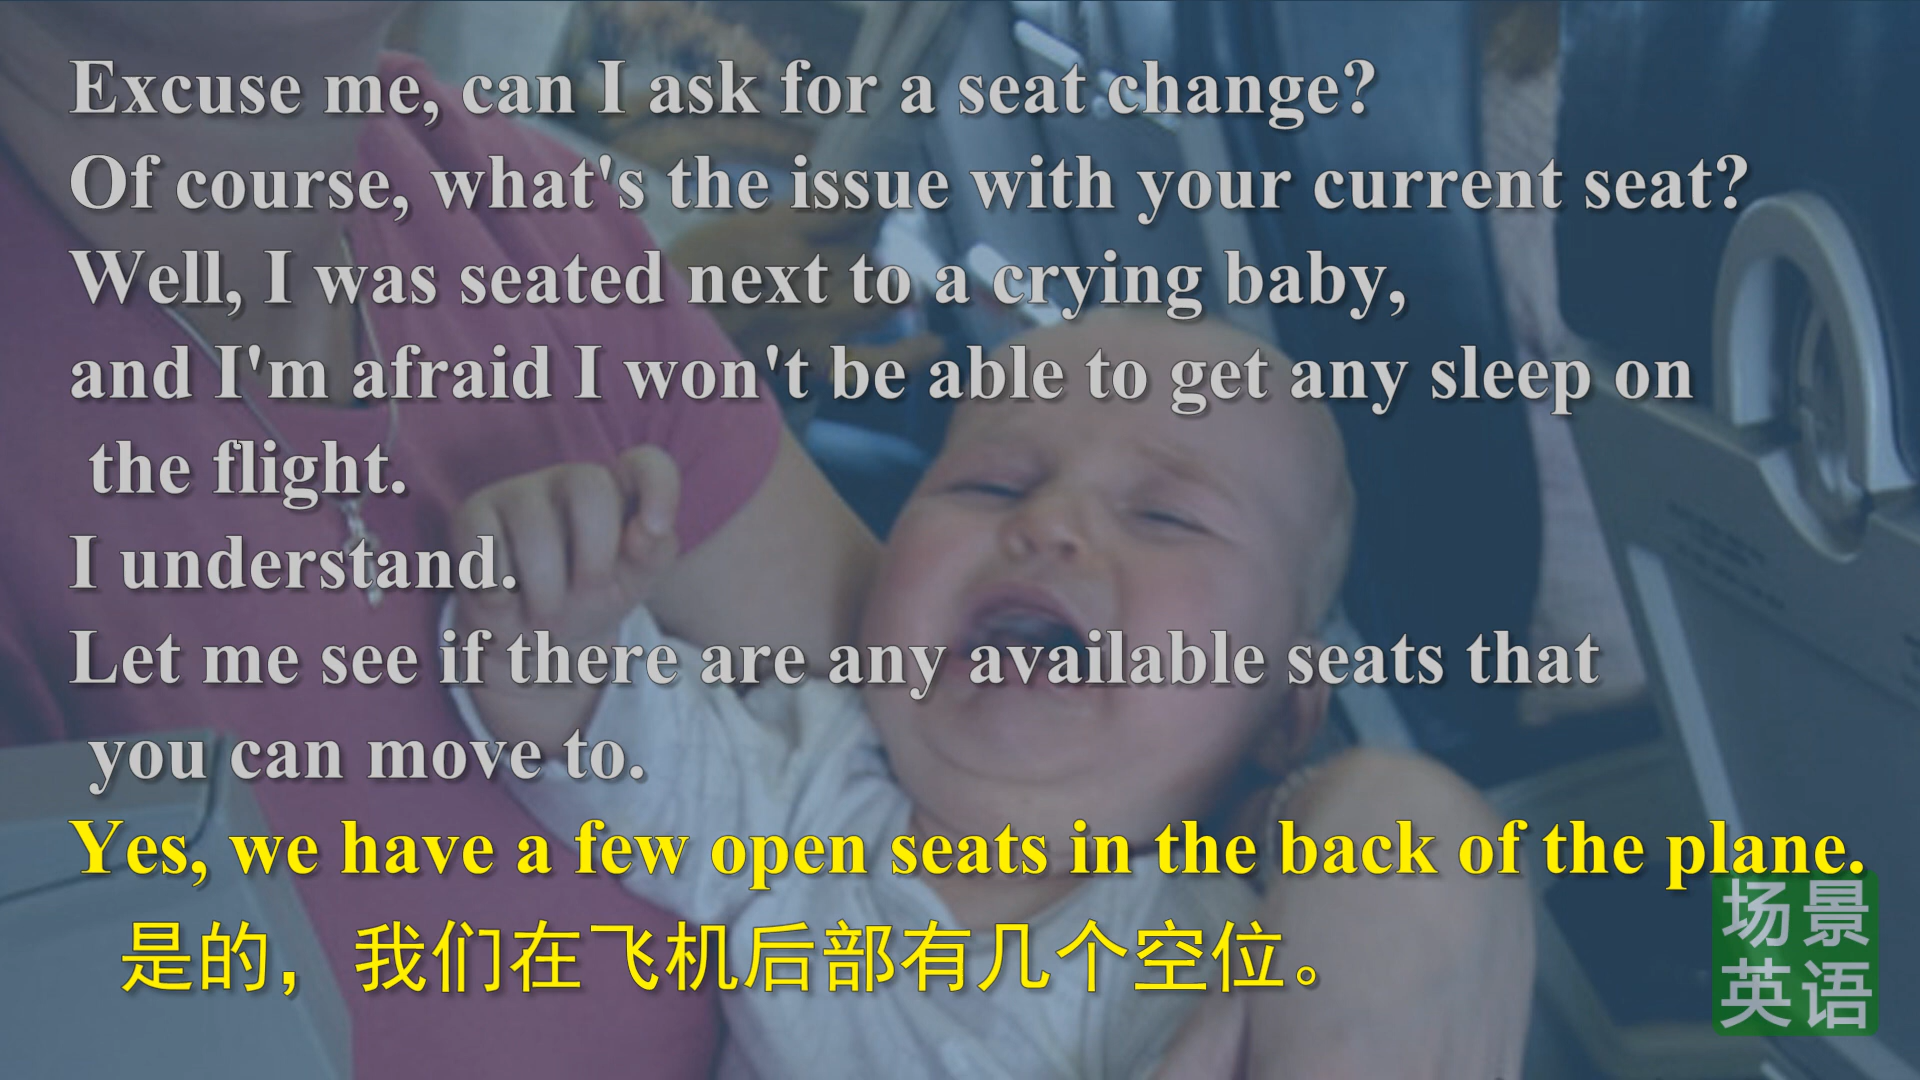 Excuse me, can I ask for a seat change?
Of course, what's the issue with your current seat?
Well, I was seated next to a crying baby,
and I'm afraid I won't be able to get any sleep on
the flight.
I understand.
Let me see if there are any available seats that
you can move to.
Yes, we have a few open seats in the back of the plane.
是的，我们在飞机后部有几个空位。
场景
英语